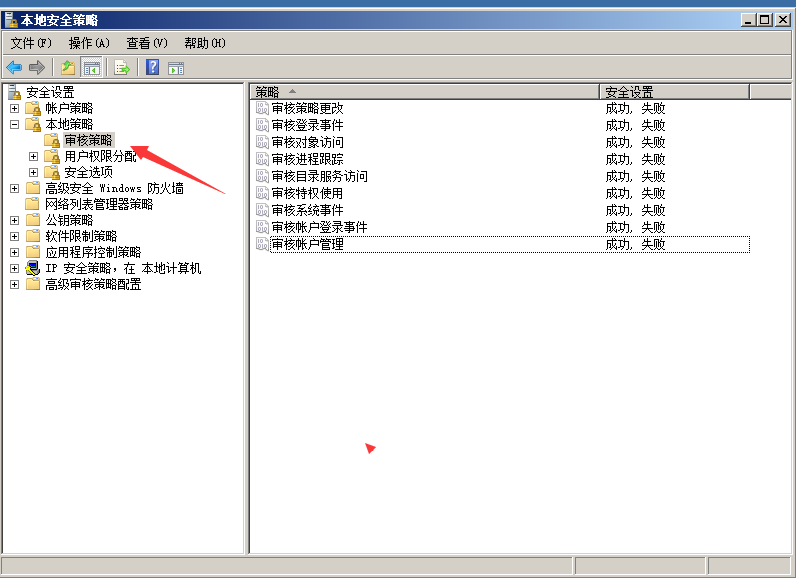 本地安全策略
文件(F) 操作(A) 查看(V) 帮助(H)
安全设置
帐户策略
本地策略
审核策略
用户权限分配
安全选项
高级安全 Windows 防火墙
网络列表管理器策略
公钥策略
软件限制策略
应用程序控制策略
IP 安全策略，在 本地计算机
高级审核策略配置
策略 安全设置
审核策略更改 成功, 失败
审核登录事件 成功, 失败
审核对象访问 成功, 失败
审核进程跟踪 成功, 失败
审核目录服务访问 成功, 失败
审核特权使用 成功, 失败
审核系统事件 成功, 失败
审核帐户登录事件 成功, 失败
审核帐户管理 成功, 失败